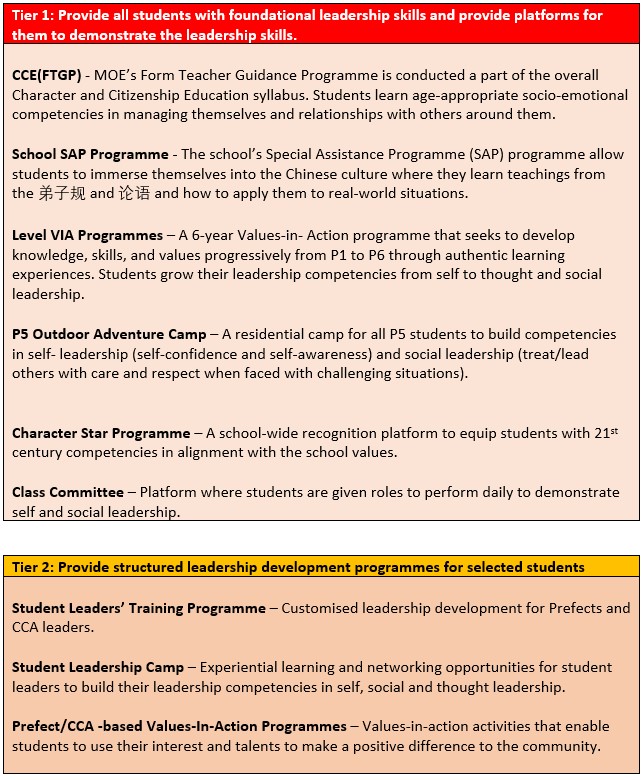 Tier 1: Provide all students with foundational leadership skills and provide platforms for
them to demonstrate the leadership skills.
CCE(FTGP) - MOE’s Form Teacher Guidance Programme is conducted a part of the overall
Character and Citizenship Education syllabus. Students learn age-appropriate socio-emotional
competencies in managing themselves and relationships with others around them.
School SAP Programme - The school’s Special Assistance Programme (SAP) programme allow
students to immerse themselves into the Chinese culture where they learn teachings from
the 弟子规 and 论语 and how to apply them to real-world situations.
Level VIA Programmes – A 6-year Values-in- Action programme that seeks to develop
knowledge, skills, and values progressively from P1 to P6 through authentic learning
experiences. Students grow their leadership competencies from self to thought and social
leadership.
P5 Outdoor Adventure Camp – A residential camp for all P5 students to build competencies
in self- leadership (self-confidence and self-awareness) and social leadership (treat/lead
others with care and respect when faced with challenging situations).
Character Star Programme – A school-wide recognition platform to equip students with 21st
century competencies in alignment with the school values.
Class Committee – Platform where students are given roles to perform daily to demonstrate
self and social leadership.
Tier 2: Provide structured leadership development programmes for selected students
Student Leaders’ Training Programme – Customised leadership development for Prefects and
CCA leaders.
Student Leadership Camp – Experiential learning and networking opportunities for student
leaders to build their leadership competencies in self, social and thought leadership.
Prefect/CCA -based Values-In-Action Programmes – Values-in-action activities that enable
students to use their interest and talents to make a positive difference to the community.